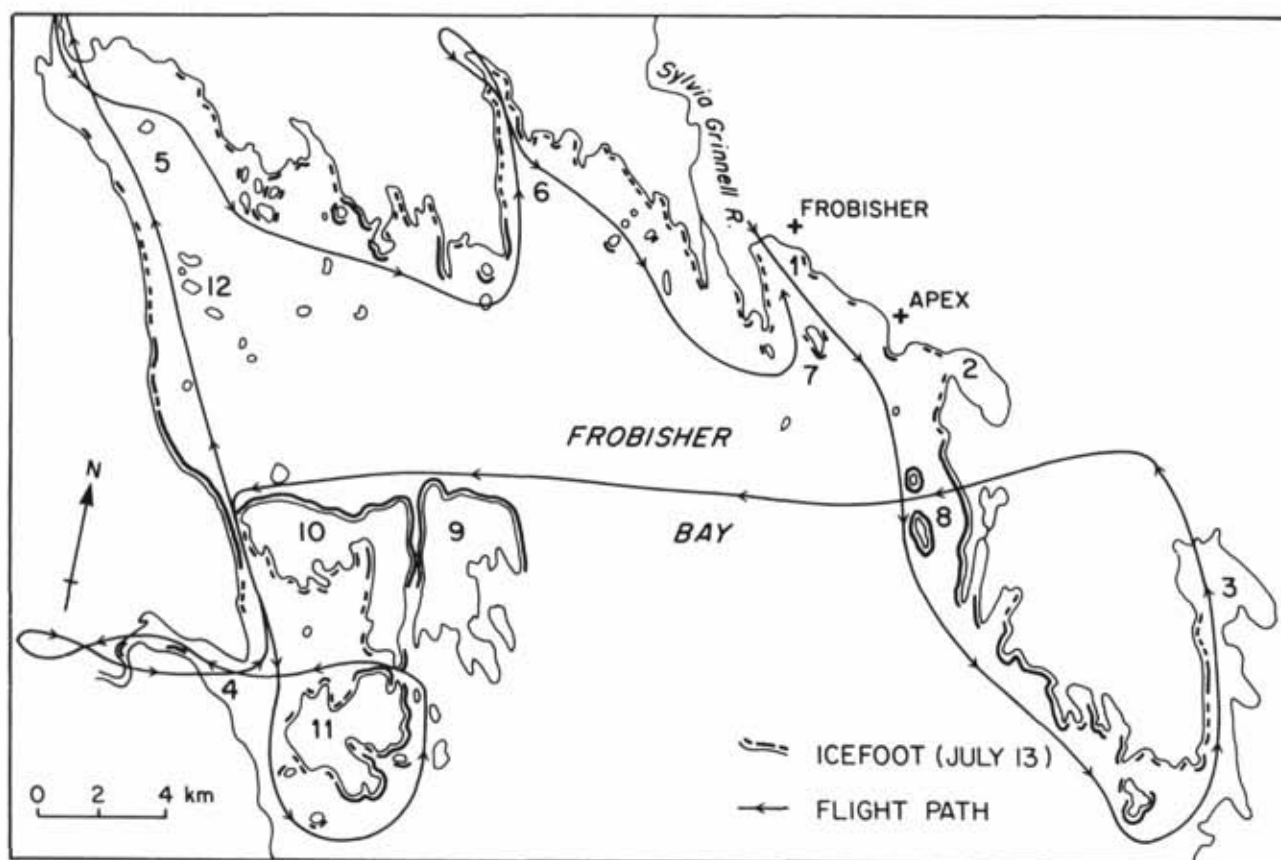 Sylvia Grinnell R.
FROBISHER
APEX
1
2
3
4
5
6
7
8
9
10
11
12
FROBISHER
BAY
N
0 2 4 km
ICEFOOT (JULY 13)
FLIGHT PATH